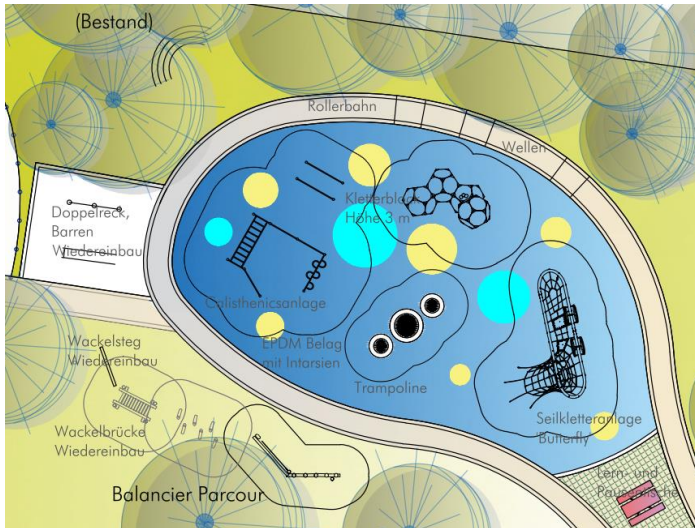 (Bestand)
Rollerbahn
Wellen
Kletterblock
Höhe 3 m
Doppelreck,
Barren
Wiedereinbau
Calisthenicsanlage
EPDM Belag
mit Intarsien
Trampoline
Wackelsteg
Wiedereinbau
Wackelbrücke
Wiedereinbau
Seilkletteranlage
Butterfly
Lern- und
Pausentische
Balancier Parcour